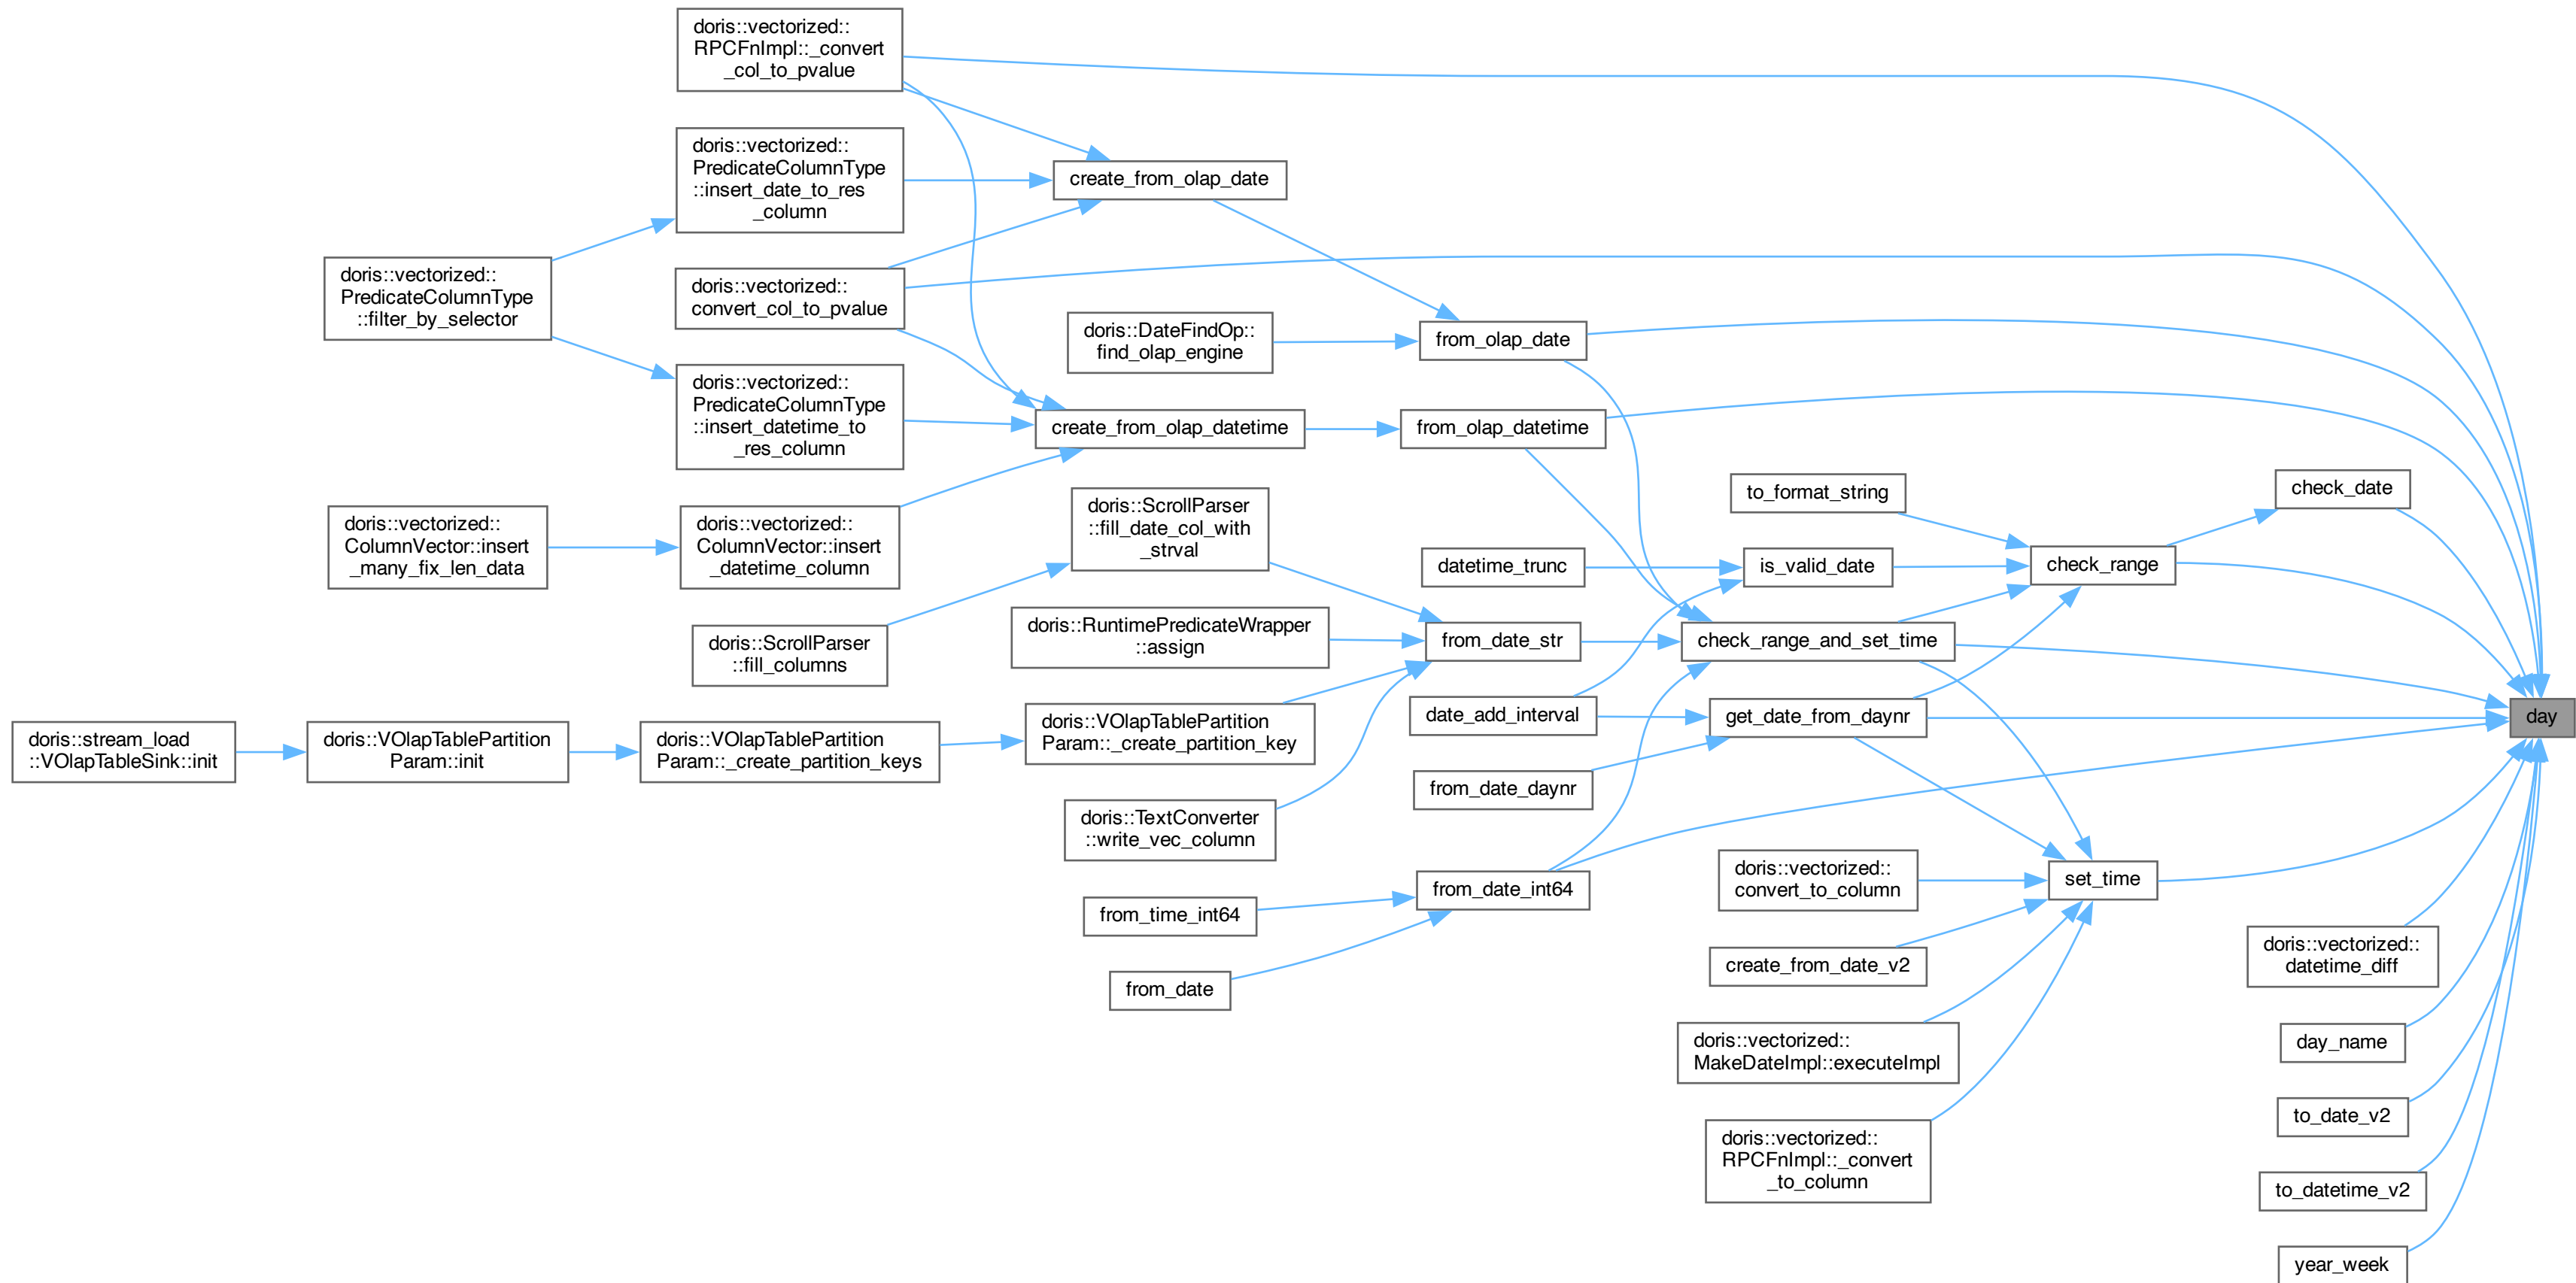 doris::vectorized::
RPCFnImpl::_convert
_col_to_pvalue
doris::vectorized::
PredicateColumnType
::insert_date_to_res
_column
create_from_olap_date
doris::vectorized::
PredicateColumnType
::filter_by_selector
doris::vectorized::
convert_col_to_pvalue
doris::DateFindOp::
find_olap_engine
from_olap_date
doris::vectorized::
PredicateColumnType
::insert_datetime_to
_res_column
create_from_olap_datetime
from_olap_datetime
doris::vectorized::
ColumnVector::insert
_many_fix_len_data
doris::vectorized::
ColumnVector::insert
_datetime_column
doris::ScrollParser
::fill_date_col_with
_strval
to_format_string
check_date
datetime_trunc
is_valid_date
check_range
doris::ScrollParser
::fill_columns
doris::RuntimePredicateWrapper
::assign
from_date_str
check_range_and_set_time
doris::stream_load
::VOlapTableSink::init
doris::VOlapTablePartition
Param::init
doris::VOlapTablePartition
Param::_create_partition_keys
doris::VOlapTablePartition
Param::_create_partition_key
date_add_interval
get_date_from_daynr
day
from_date_daynr
doris::TextConverter
::write_vec_column
from_date_int64
doris::vectorized::
convert_to_column
set_time
from_time_int64
create_from_date_v2
doris::vectorized::
datetime_diff
from_date
doris::vectorized::
MakeDateImpl::executeImpl
day_name
to_date_v2
doris::vectorized::
RPCFnImpl::_convert
_to_column
to_datetime_v2
year_week